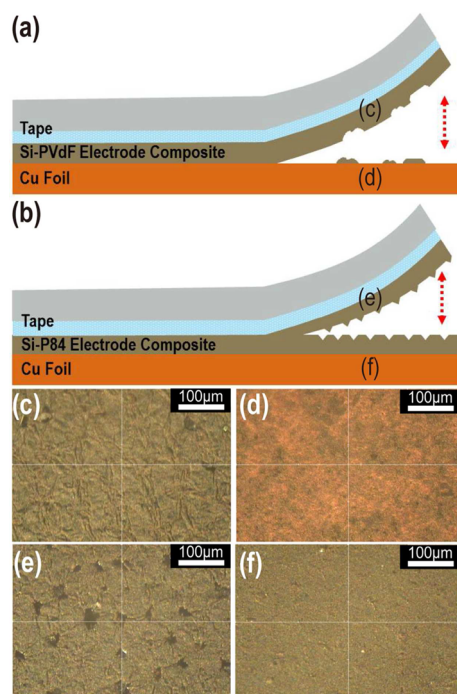 (a)
(c)
Tape
Si-PVdF Electrode Composite
Cu Foil
(d)
(b)
(e)
Tape
Si-P84 Electrode Composite
Cu Foil
(f)
(c)
100μm
(d)
100μm
(e)
100μm
(f)
100μm